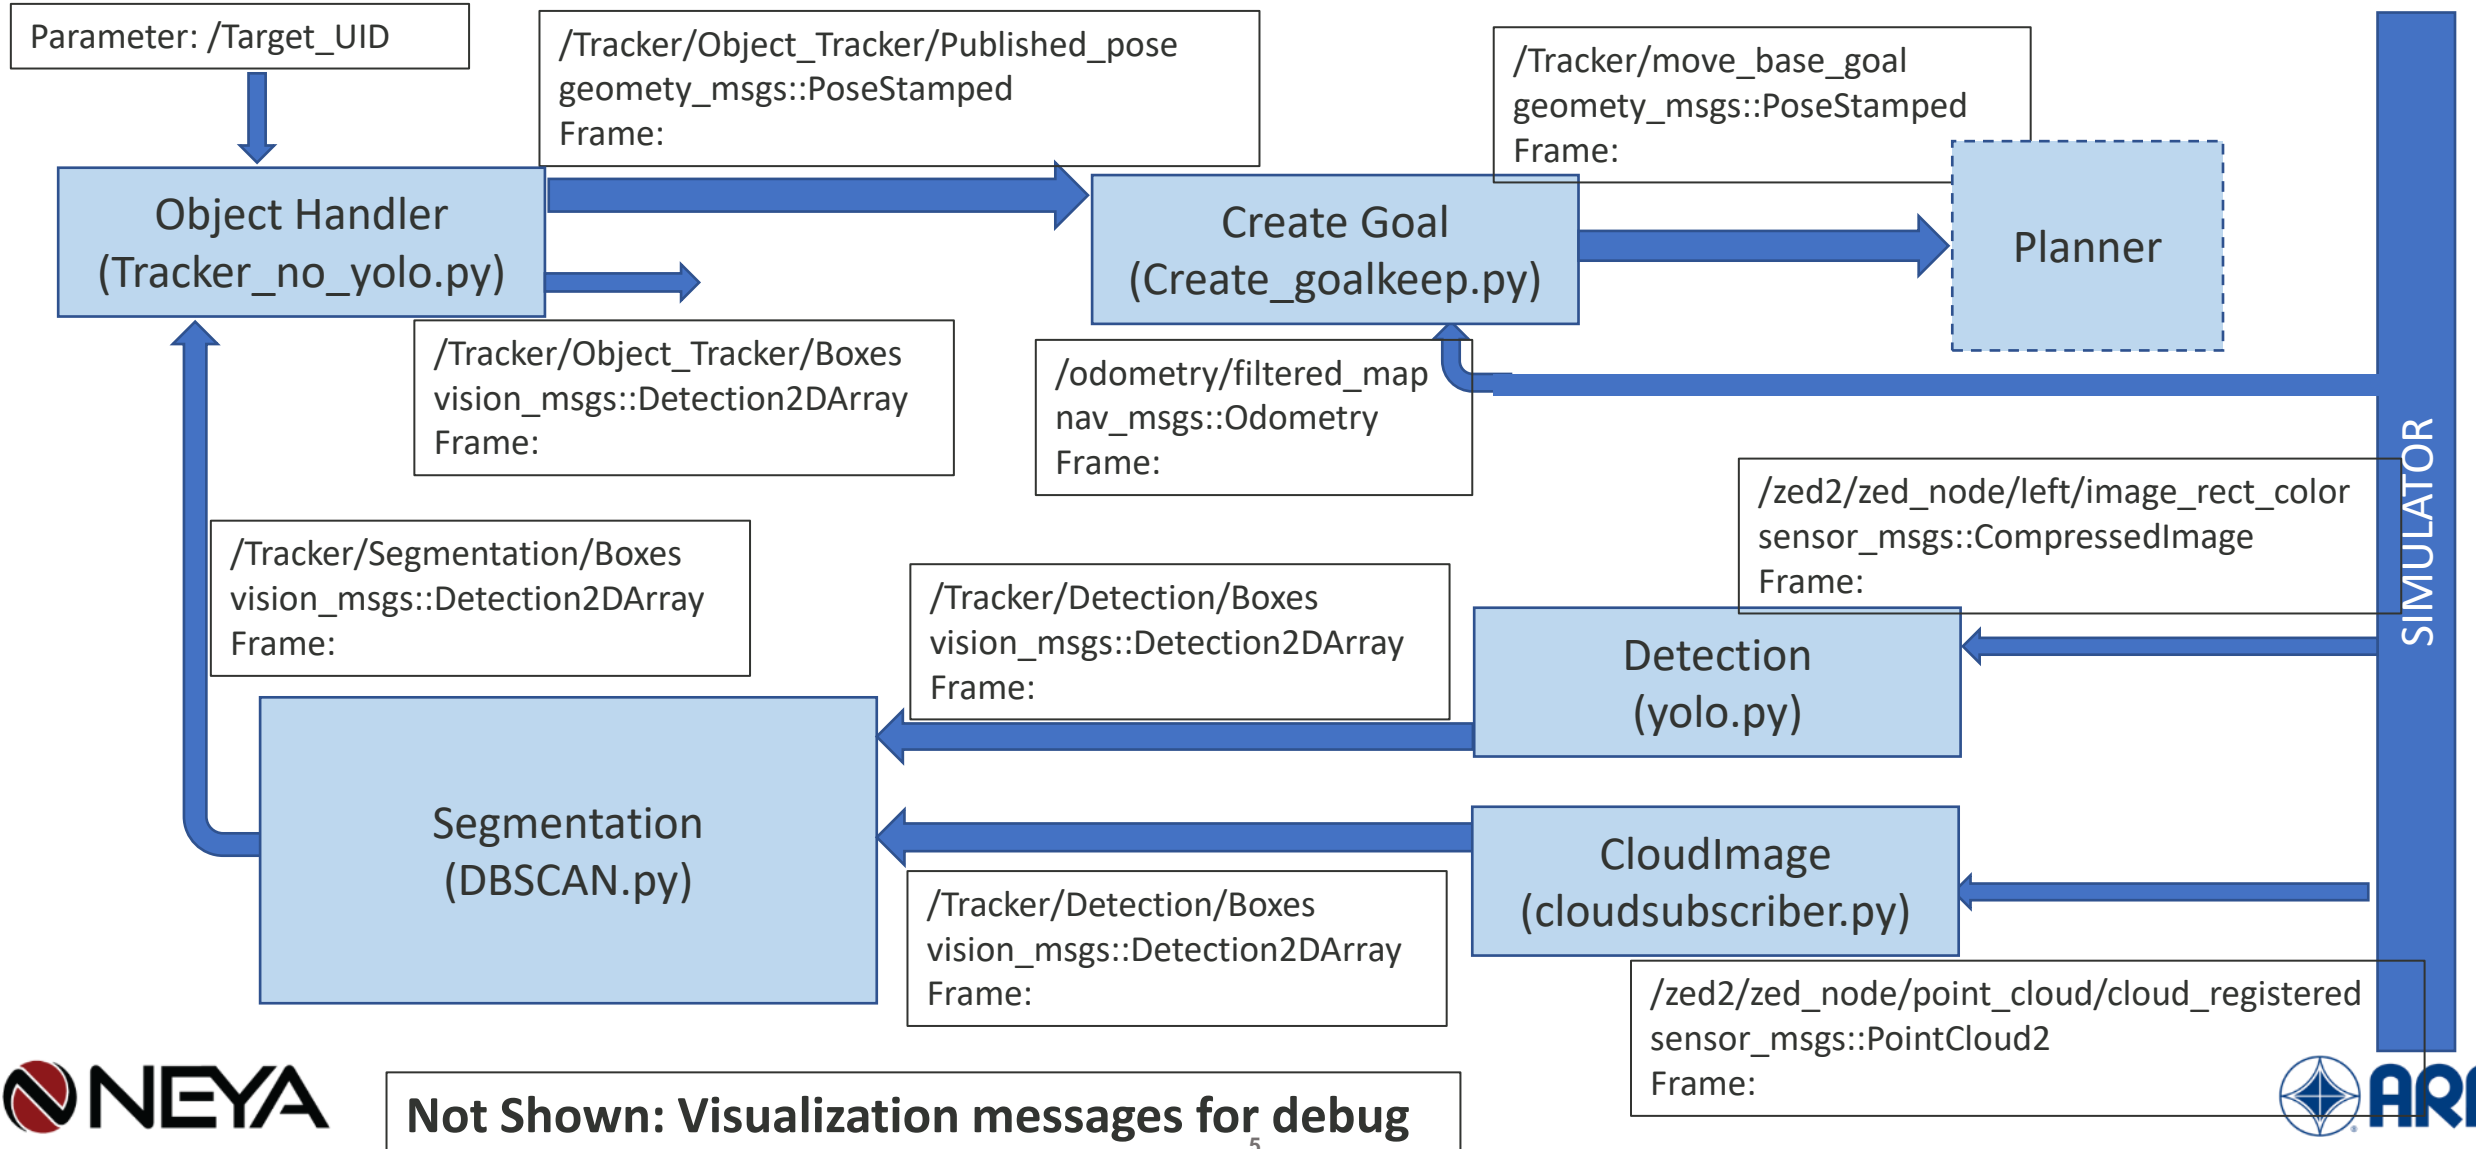 Parameter: /Target_UID
/Tracker/Object_Tracker/Published_pose
geomety_msgs::PoseStamped
Frame:
/Tracker/move_base_goal
geomety_msgs::PoseStamped
Frame:
Object Handler
(Tracker_no_yolo.py)
Create Goal
(Create_goalkeep.py)
Planner
/Tracker/Object_Tracker/Boxes
vision_msgs::Detection2DArray
Frame:
/odometry/filtered_map
nav_msgs::Odometry
Frame:
SIMULATOR
/zed2/zed_node/left/image_rect_color
sensor_msgs::CompressedImage
Frame:
/Tracker/Segmentation/Boxes
vision_msgs::Detection2DArray
Frame:
/Tracker/Detection/Boxes
vision_msgs::Detection2DArray
Frame:
Detection
(yolo.py)
Segmentation
(DBSCAN.py)
CloudImage
(cloudsubscriber.py)
/Tracker/Detection/Boxes
vision_msgs::Detection2DArray
Frame:
/zed2/zed_node/point_cloud/cloud_registered
sensor_msgs::PointCloud2
Frame:
NEYA
Not Shown: Visualization messages for debug
5